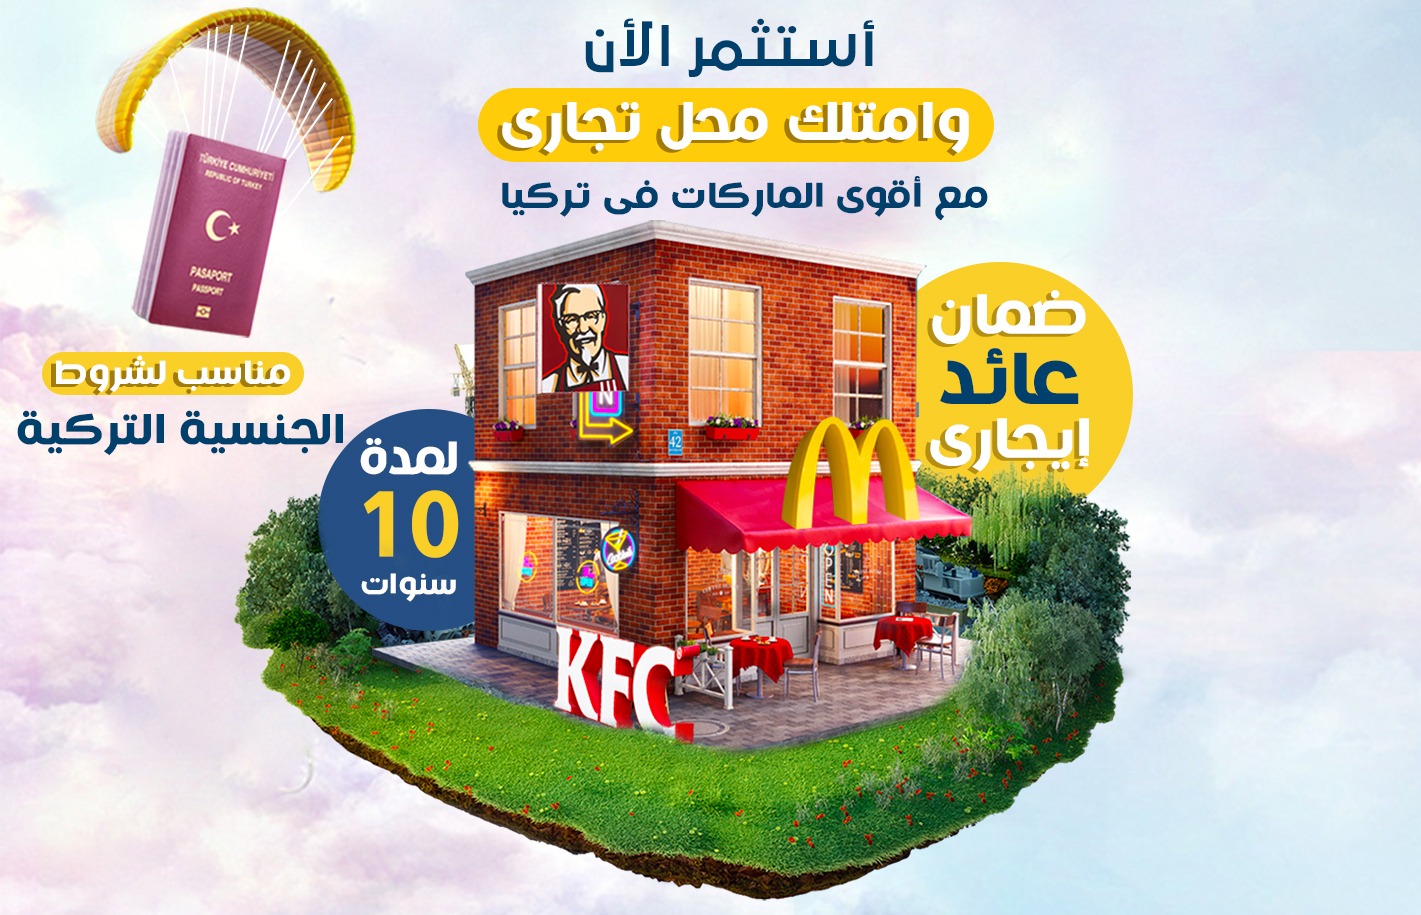 أستثمر الأن
وامتلك محل تجارى
مع أقوى الماركات فى تركيا
TÜRKİYE CUMHURİYETİ
REPUBLIC OF TURKEY
PASAPORT
PASSPORT
مناسب لشروط
الجنسية التركية
ضمان
عائد
إيجارى
لمدة
10
سنوات
N
42
OPEN
KFC